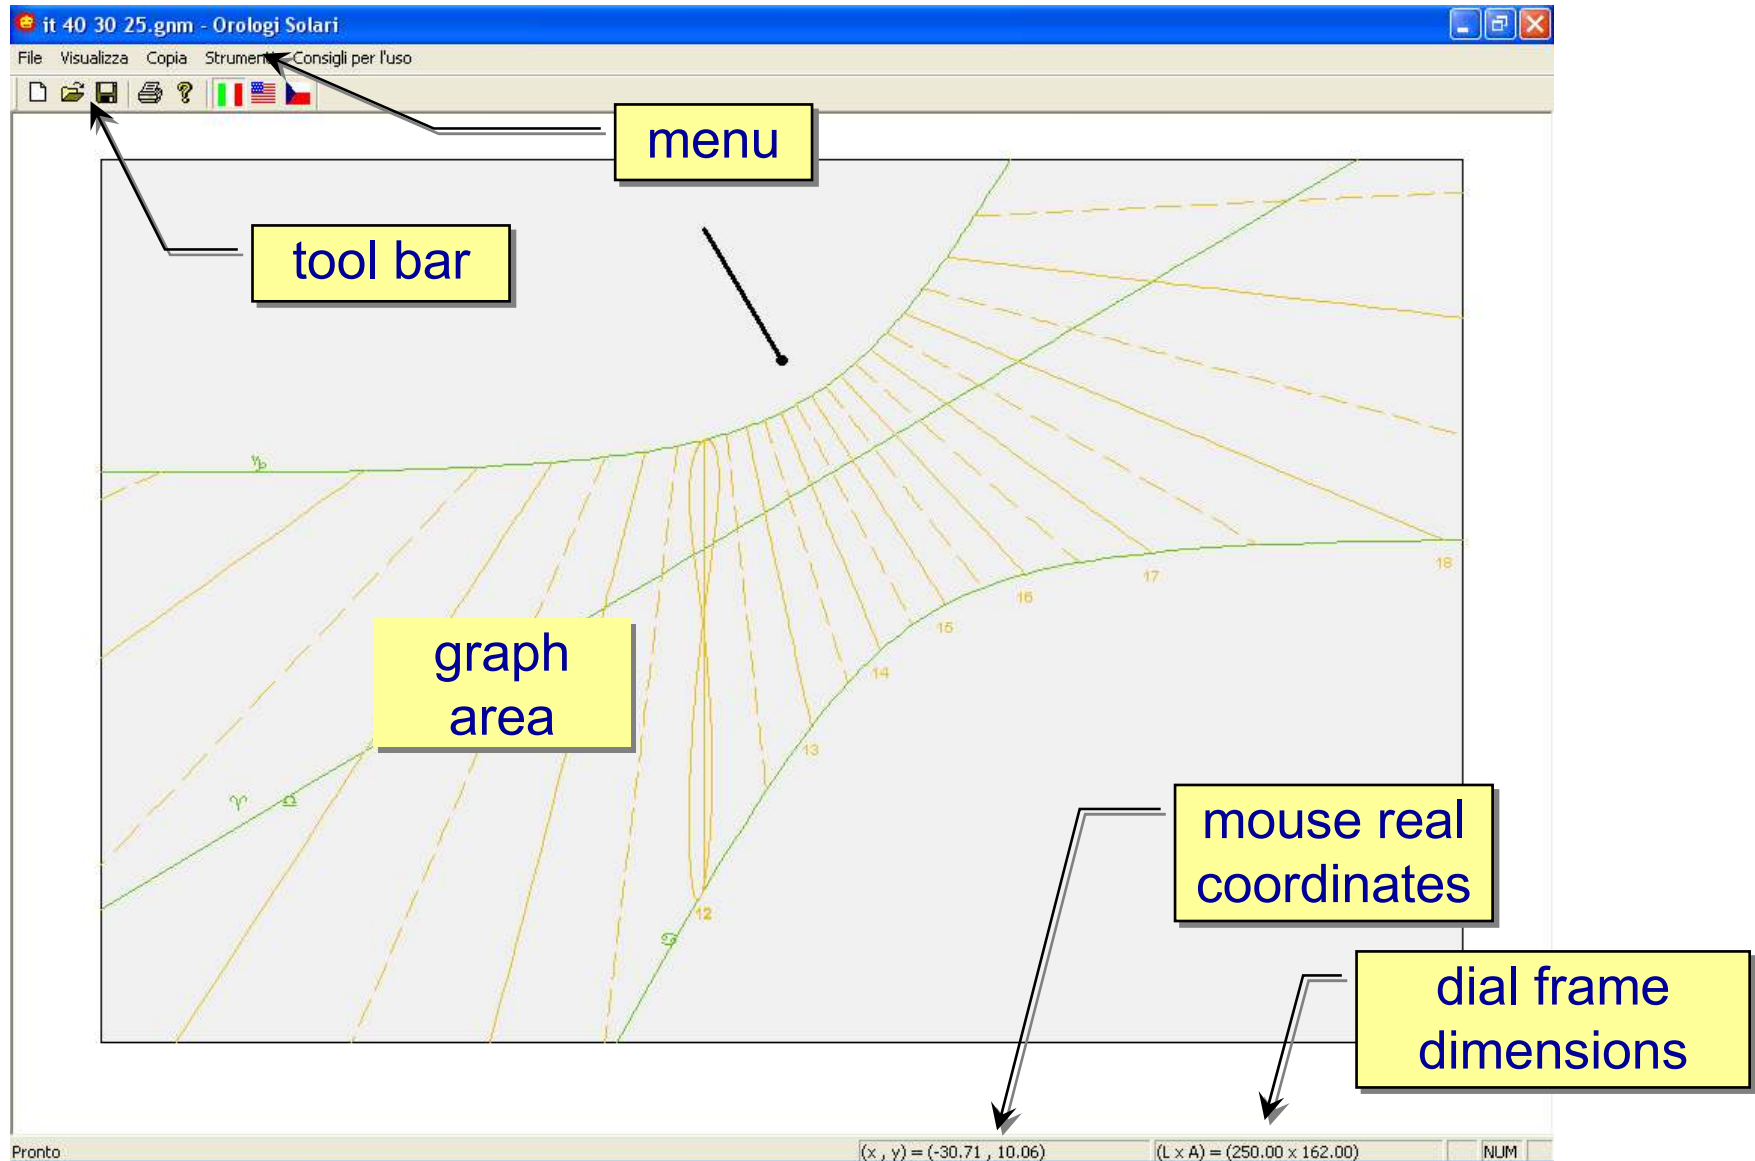 it 40 30 25.gnm - Orologi Solari
File Visualizza Copia Strumenti Consigli per l'uso
menu
tool bar
18
17
16
15
graph
area
14
13
mouse real
coordinates
12
dial frame
dimensions
Pronto (x , y) = (-30.71 , 10.06) (L x A) = (250.00 x 162.00) NUM